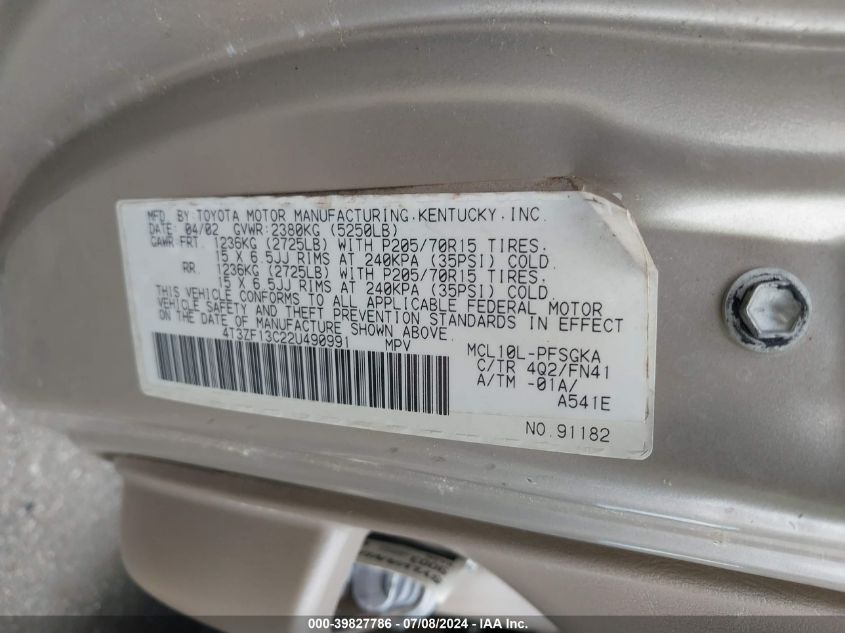 MFD. BY TOYOTA MOTOR MANUFACTURING, KENTUCKY, INC.
DATE: 04/02 GVWR: 2380KG (5250LB)
GAWR FRT. 1236KG (2725LB) WITH P205/70R15 TIRES.
15 X 6.5JJ RIMS AT 240KPA (35PSI) COLD
RR. 1236KG (2725LB) WITH P205/70R15 TIRES.
15 X 6.5JJ RIMS AT 240KPA (35PSI) COLD.
THIS VEHICLE CONFORMS TO ALL APPLICABLE FEDERAL MOTOR
VEHICLE SAFETY AND THEFT PREVENTION STANDARDS IN EFFECT
ON THE DATE OF MANUFACTURE SHOWN ABOVE.
4T3ZF13C22U490991 MPV
MCL10L-PFSGKA
C/TR 4Q2/FN41
A/TM -01A/
A541E
NO.91182
000-39827786 / 07/08/2024 / IAA Inc.